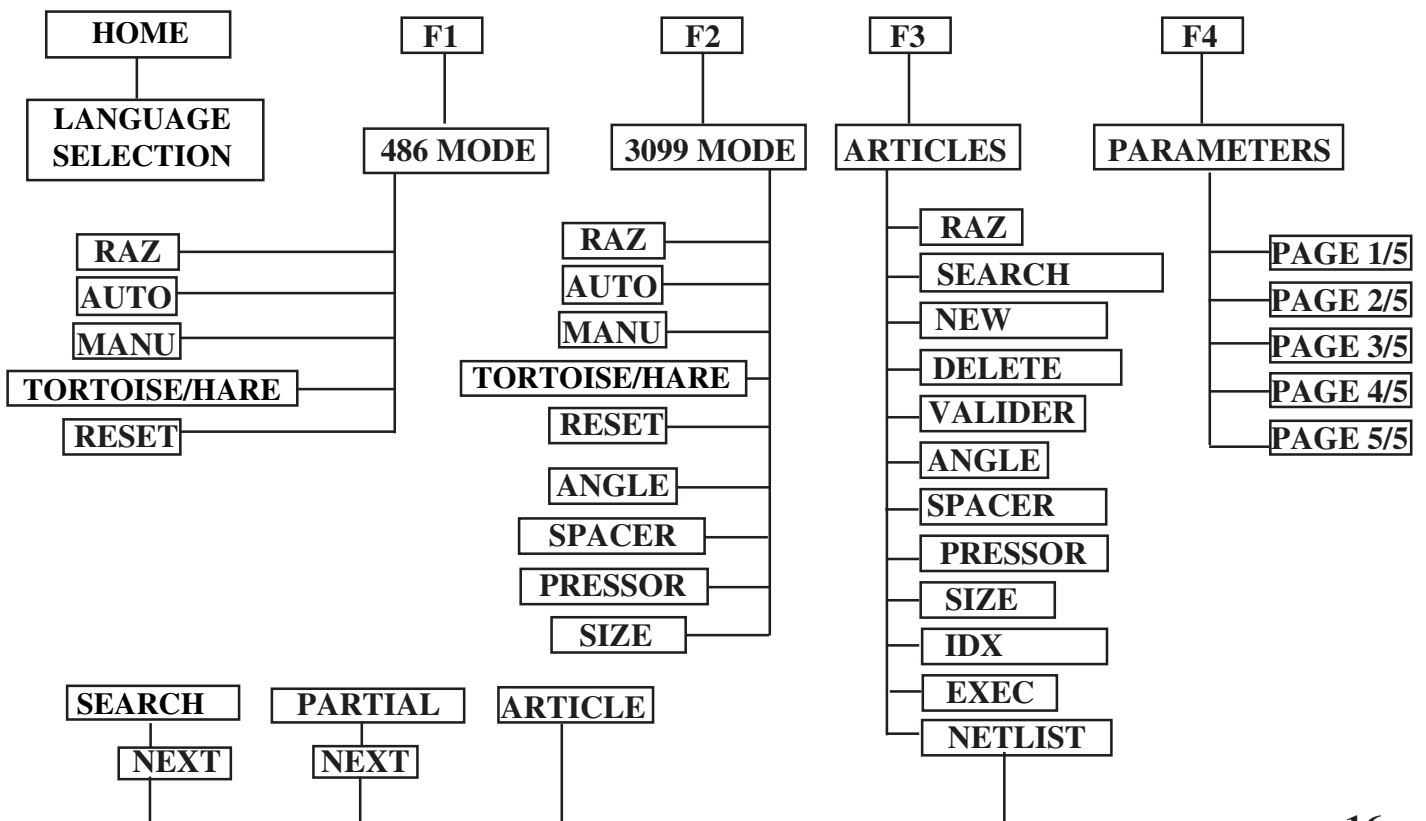 HOME
LANGUAGE
SELECTION
F1
486 MODE
RAZ
AUTO
MANU
TORTOISE/HARE
RESET
F2
3099 MODE
RAZ
AUTO
MANU
TORTOISE/HARE
RESET
ANGLE
SPACER
PRESSOR
SIZE
F3
ARTICLES
RAZ
SEARCH
NEW
DELETE
VALIDER
ANGLE
SPACER
PRESSOR
SIZE
IDX
EXEC
NETLIST
F4
PARAMETERS
PAGE 1/5
PAGE 2/5
PAGE 3/5
PAGE 4/5
PAGE 5/5
SEARCH
NEXT
PARTIAL
NEXT
ARTICLE